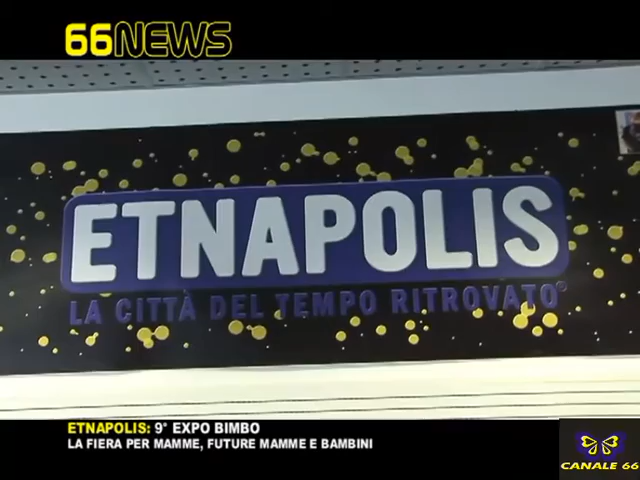 66NEWS
ETNAPOLIS
LA CITTÀ DEL TEMPO RITROVATO®
ETNAPOLIS: 9° EXPO BIMBO
LA FIERA PER MAMME, FUTURE MAMME E BAMBINI
CANALE 66